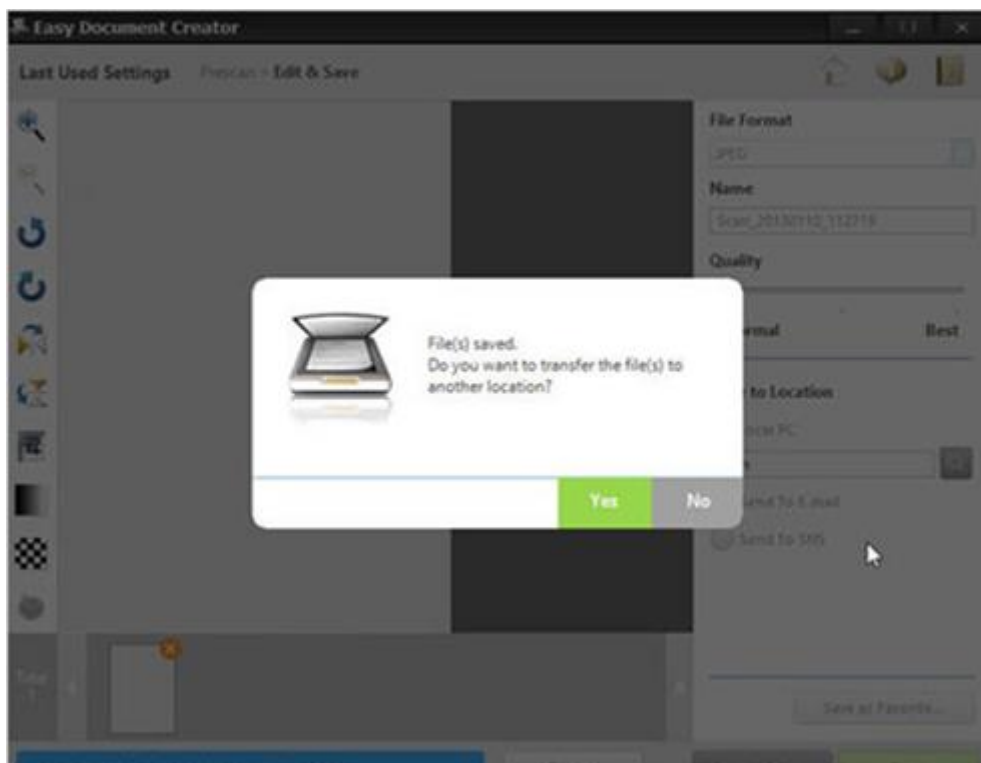 Easy Document Creator
Last Used Settings Prescan > Edit & Save
File Format
JPEG
Name
Quality
Best
to Location
File(s) saved.
Do you want to transfer the file(s) to
another location?
Yes No
Send To E-mail
Send To SNS
Total
1
Save as Favorite...